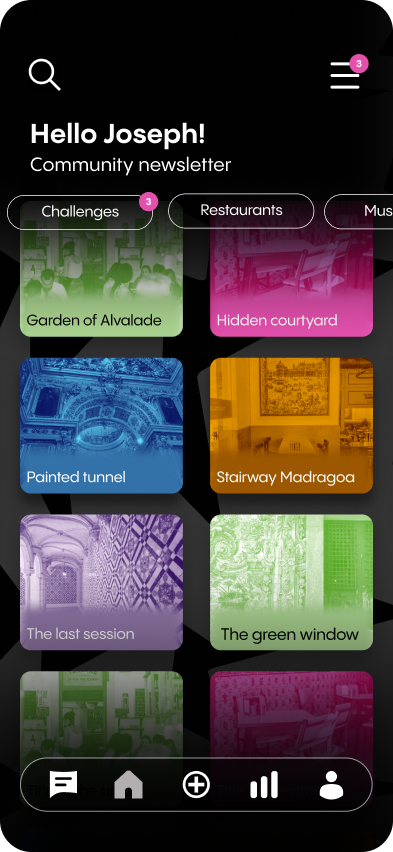 3
Hello Joseph!
Community newsletter
Challenges 3 Restaurants Mus
Garden of Alvalade Hidden courtyard
Painted tunnel Stairway Madragoa
The last session The green window